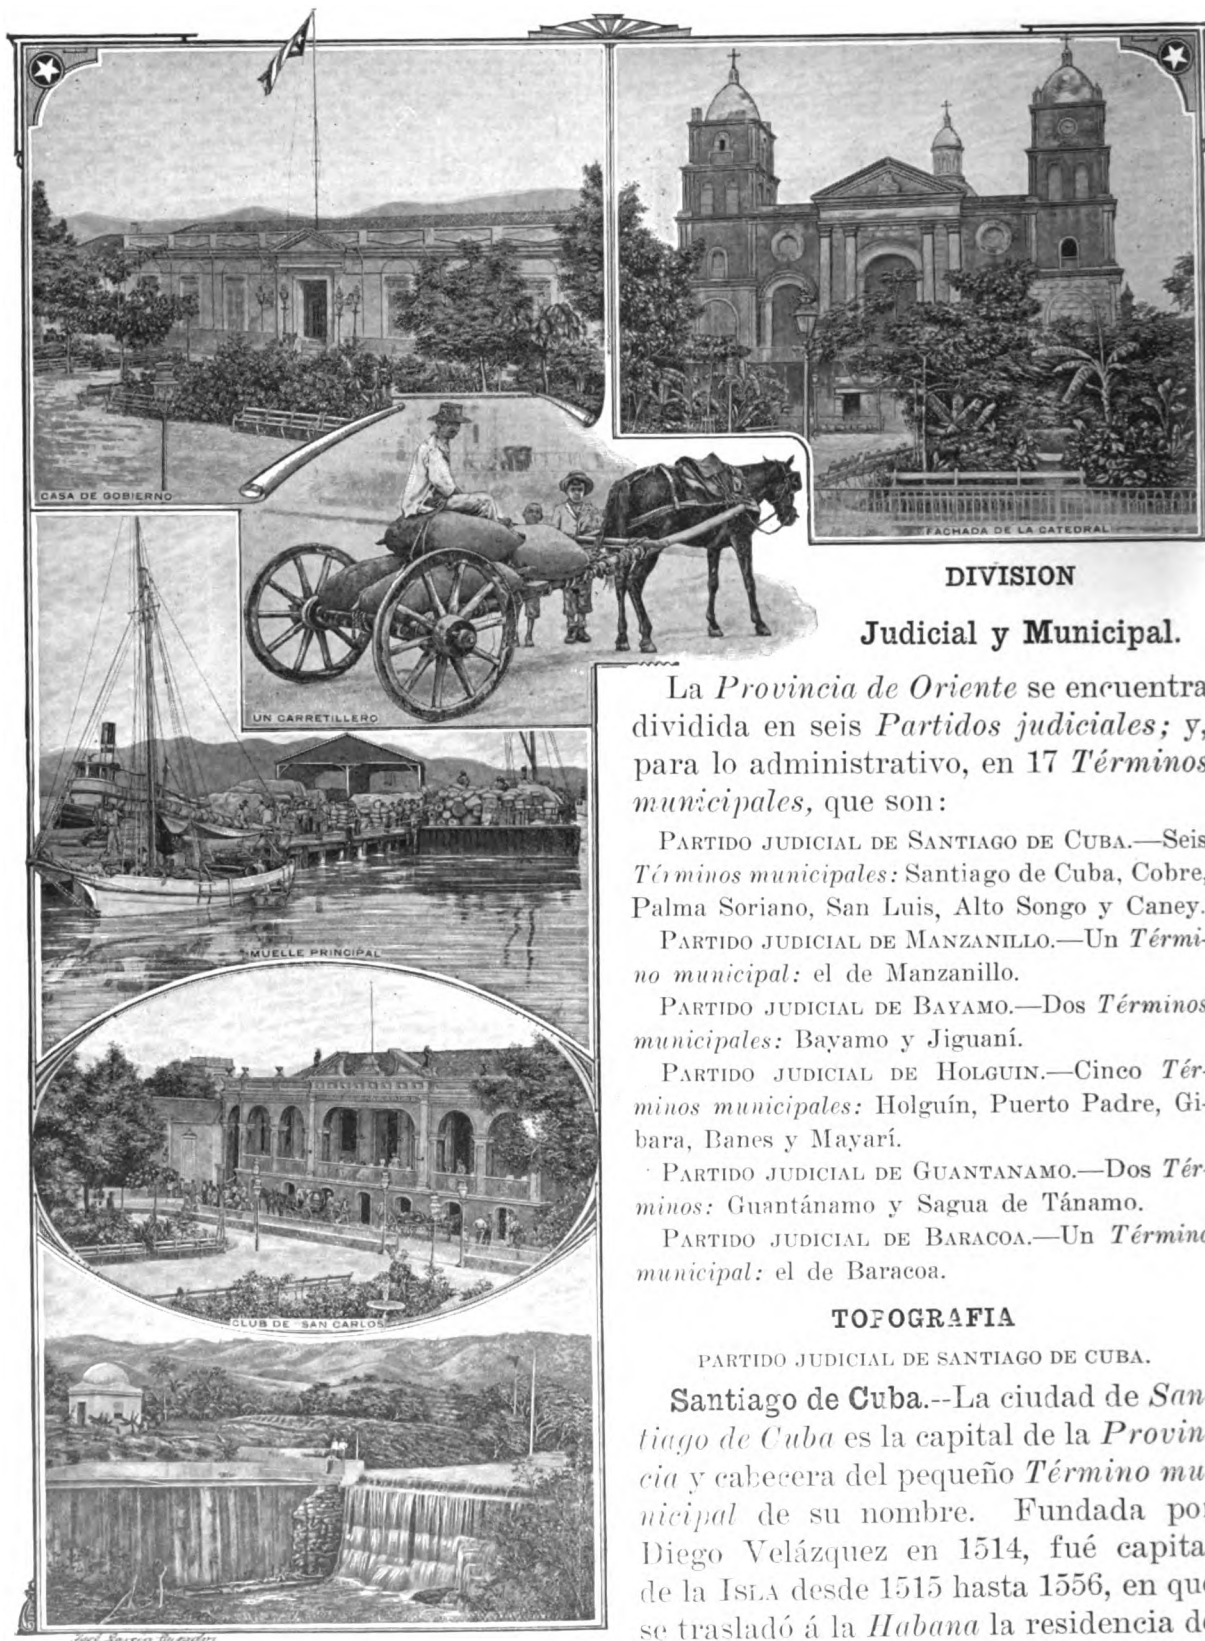 CASA DE GOBIERNO
FACHADA DE LA CATEDRAL
UN CARRETILLERO
MUELLE PRINCIPAL
CLUB DE SAN CARLOS
DIVISION
Judicial y Municipal.
La Provincia de Oriente se encuentra
dividida en seis Partidos judiciales; y,
para lo administrativo, en 17 Términos
municipales, que son:
PARTIDO JUDICIAL DE SANTIAGO DE CUBA.—Seis
Términos municipales: Santiago de Cuba, Cobre,
Palma Soriano, San Luis, Alto Songo y Caney.
PARTIDO JUDICIAL DE MANZANILLO.—Un Térmi-
no municipal: el de Manzanillo.
PARTIDO JUDICIAL DE BAYAMO.—Dos Términos
municipales: Bayamo y Jiguaní.
PARTIDO JUDICIAL DE HOLGUIN.—Cinco Tér-
minos municipales: Holguín, Puerto Padre, Gi-
bara, Banes y Mayarí.
PARTIDO JUDICIAL DE GUANTANAMO.—Dos Tér-
minos: Guantánamo y Sagua de Tánamo.
PARTIDO JUDICIAL DE BARACOA.—Un Término
municipal: el de Baracoa.
TOPOGRAFIA
PARTIDO JUDICIAL DE SANTIAGO DE CUBA.
Santiago de Cuba.--La ciudad de San-
tiago de Cuba es la capital de la Provin-
cia y cabecera del pequeño Término mu-
nicipal de su nombre. Fundada por
Diego Velázquez en 1514, fué capital
de la ISLA desde 1515 hasta 1556, en que
se trasladó á la Habana la residencia de